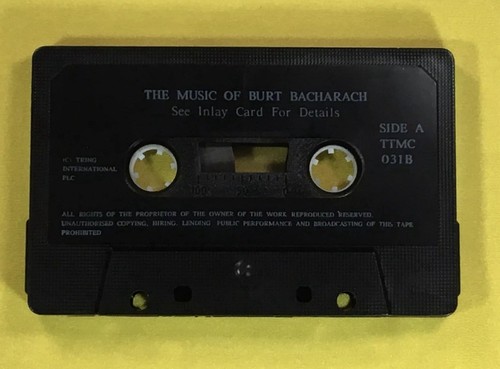 THE MUSIC OF BURT BACHARACH
See Inlay Card For Details
SIDE A
TTMC
031B
(C) TRING
INTERNATIONAL
PLC
ALL RIGHTS OF THE PROPRIETOR OF THE OWNER OF THE WORK REPRODUCED RESERVED.
UNAUTHORISED COPYING, HIRING, LENDING PUBLIC PERFORMANCE AND BROADCASTING OF THIS TAPE
PROHIBITED